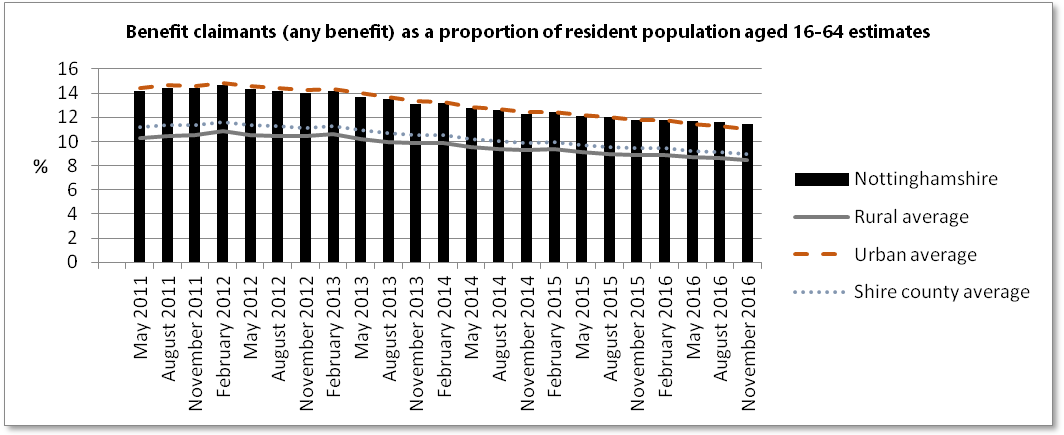 Benefit claimants (any benefit) as a proportion of resident population aged 16-64 estimates
16
14
12
10
8
6
4
2
0
%
May 2011
August 2011
November 2011
February 2012
May 2012
August 2012
November 2012
February 2013
May 2013
August 2013
November 2013
February 2014
May 2014
August 2014
November 2014
February 2015
May 2015
August 2015
November 2015
February 2016
May 2016
August 2016
November 2016
Nottinghamshire
Rural average
Urban average
Shire county average